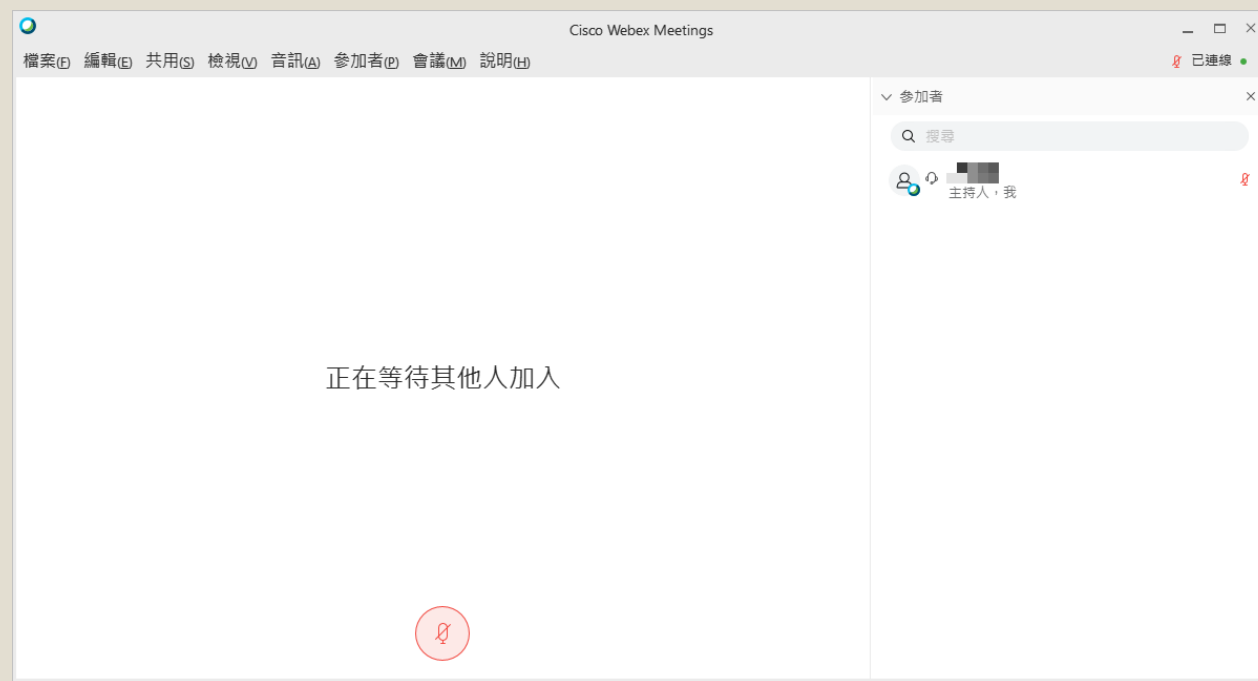 Cisco Webex Meetings
檔案(F) 編輯(E) 共用(S) 檢視(V) 音訊(A) 參加者(P) 會議(M) 說明(H)
已連線
參加者
搜尋
主持人，我
正在等待其他人加入